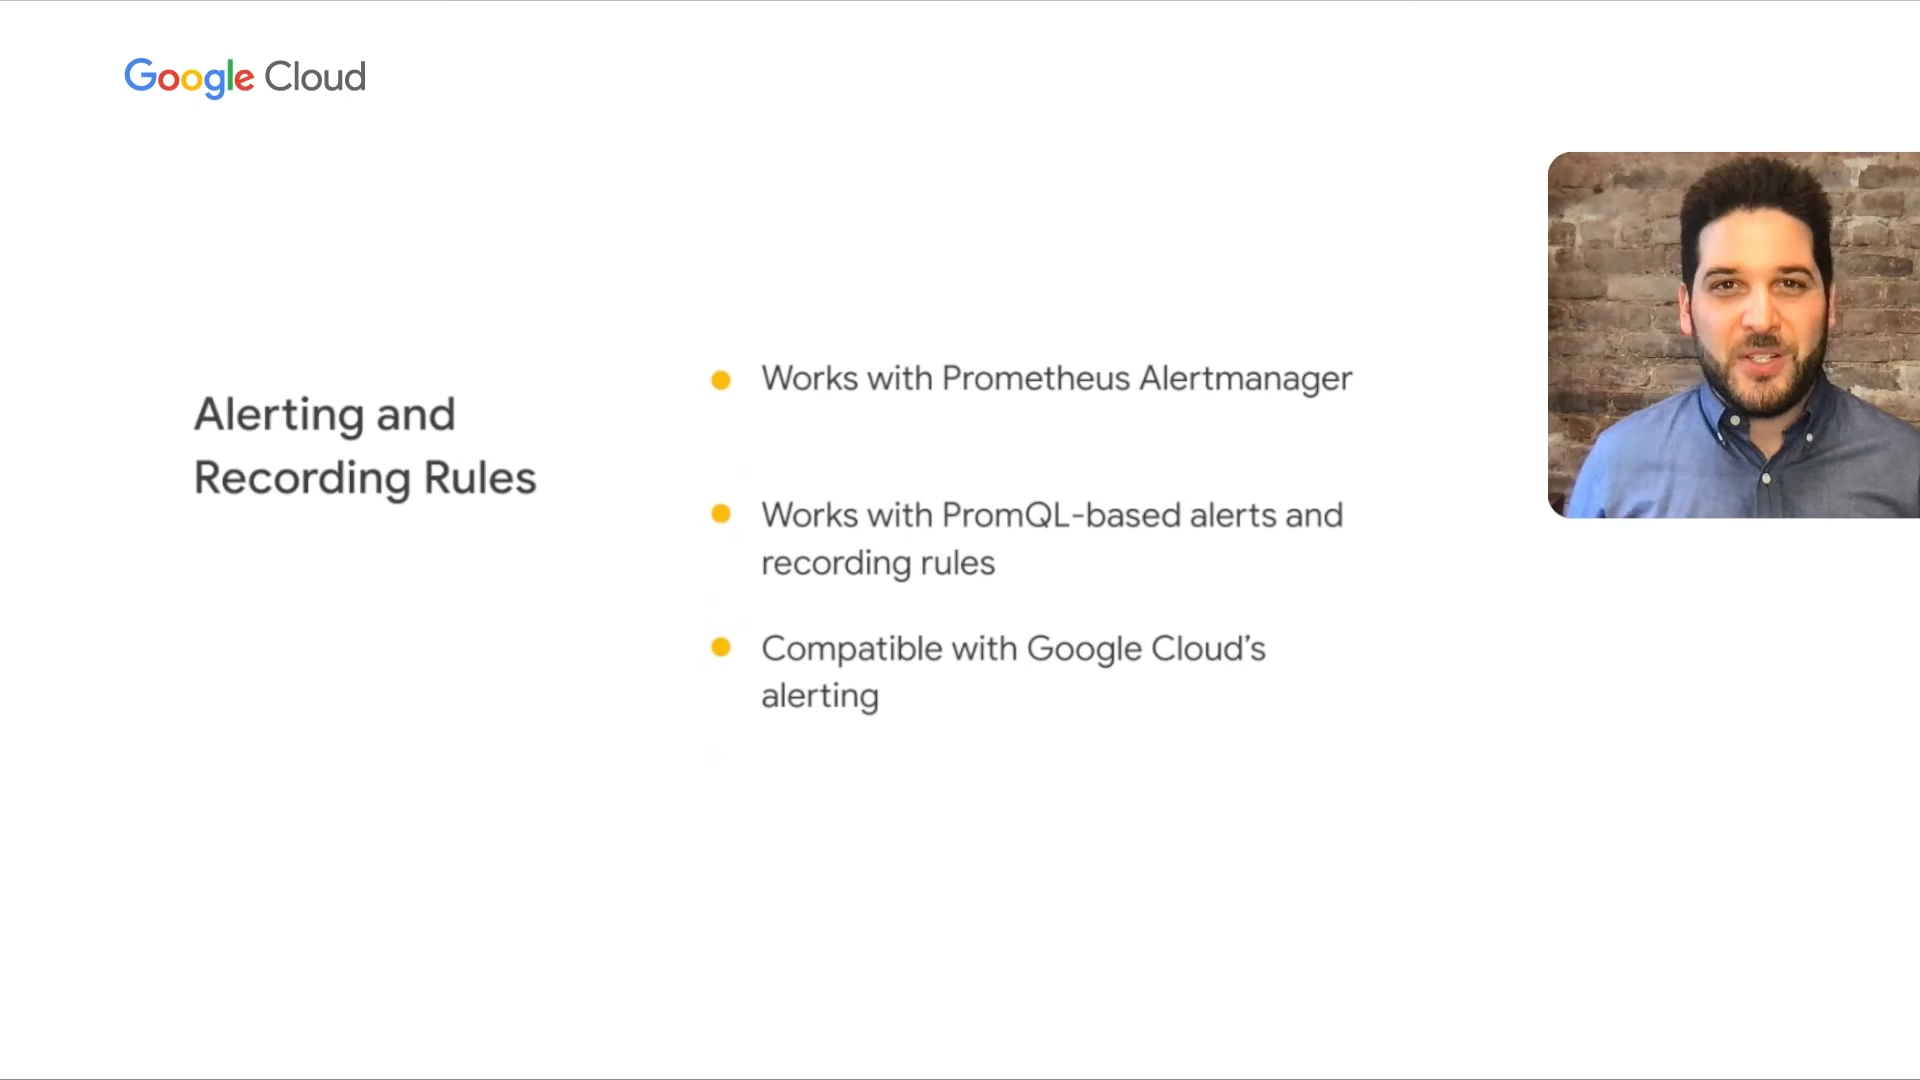 Google Cloud
Alerting and
Recording Rules
Works with Prometheus Alertmanager
Works with PromQL-based alerts and
recording rules
Compatible with Google Cloud’s
alerting